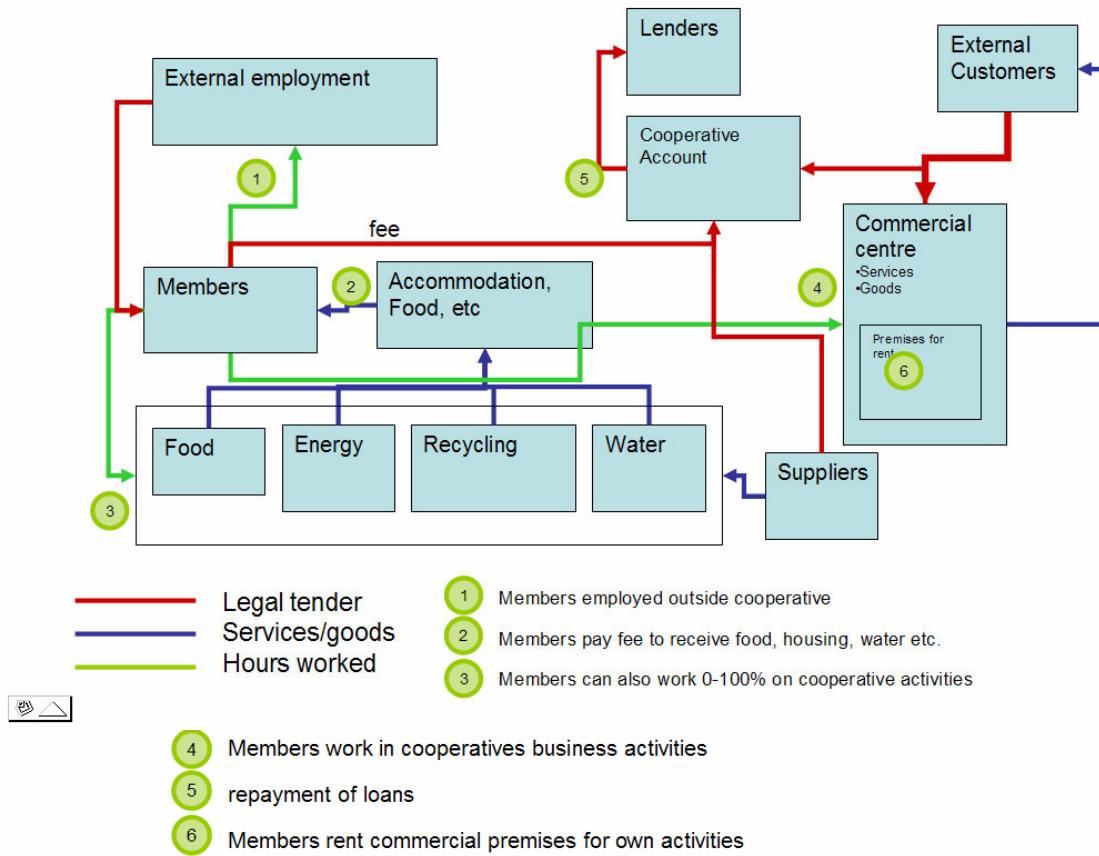 Lenders
External
Customers
External employment
Cooperative
Account
1
5
fee
Commercial
centre
•Services
•Goods
Members
2
Accommodation,
Food, etc
4
Premises for
rent
6
Food
Energy
Recycling
Water
Suppliers
3
Legal tender
Services/goods
Hours worked
1 Members employed outside cooperative
2 Members pay fee to receive food, housing, water etc.
3 Members can also work 0-100% on cooperative activities
4 Members work in cooperatives business activities
5 repayment of loans
6 Members rent commercial premises for own activities